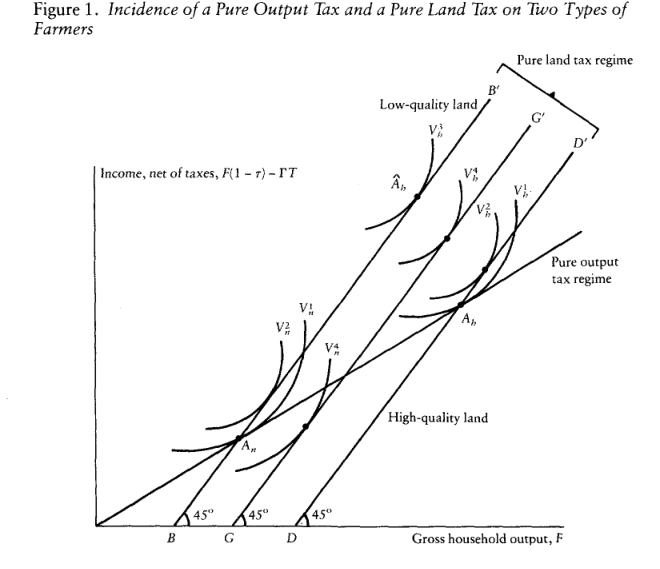 Figure 1. Incidence of a Pure Output Tax and a Pure Land Tax on Two Types of
Farmers
Pure land tax regime
B'
Low-quality land
G'
V³ₕ
D'
Income, net of taxes, F(1 − τ) − ΓT
Âₕ
V⁴ₕ
V²ₕ
V¹ₕ
Pure output
tax regime
Aₕ
V¹ₙ
V²ₙ
V⁴ₙ
High-quality land
Aₙ
45°
45°
45°
B
G
D
Gross household output, F